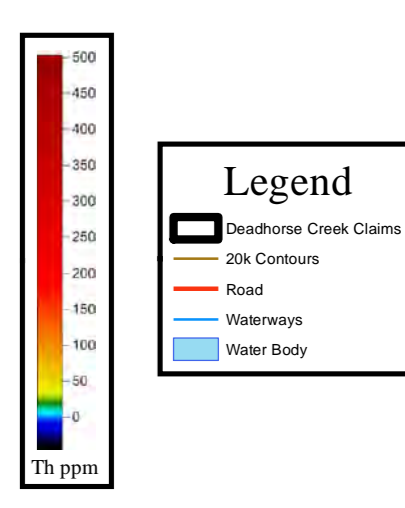 500
450
400
350
300
250
200
150
100
50
0
Th ppm
Legend
Deadhorse Creek Claims
20k Contours
Road
Waterways
Water Body